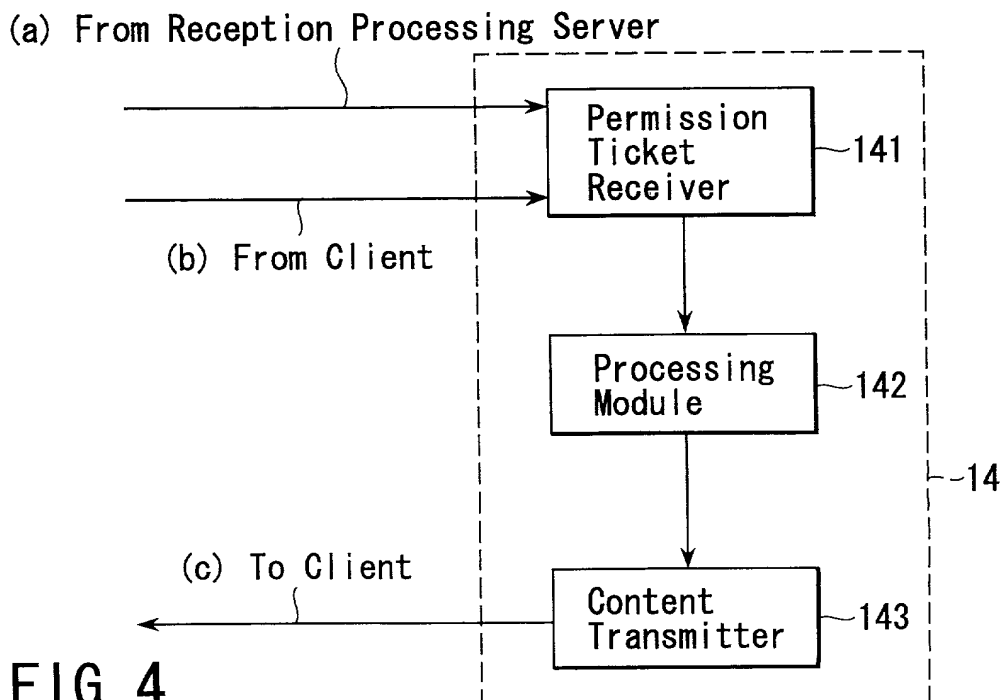 (a) From Reception Processing Server
Permission
Ticket
Receiver
141
(b) From Client
Processing
Module
142
14
(c) To Client
Content
Transmitter
143
FIG 4